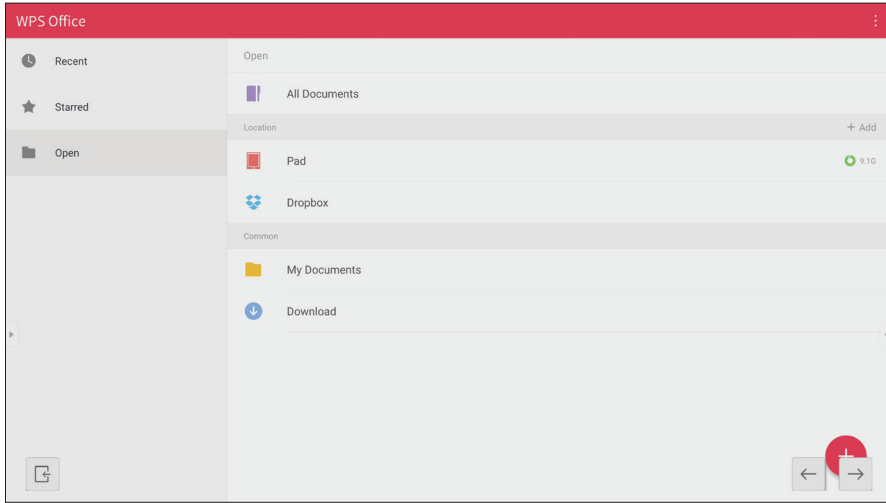 WPS Office
Recent
Starred
Open
Open
All Documents
Location
+ Add
Pad
9.1G
Dropbox
Common
My Documents
Download